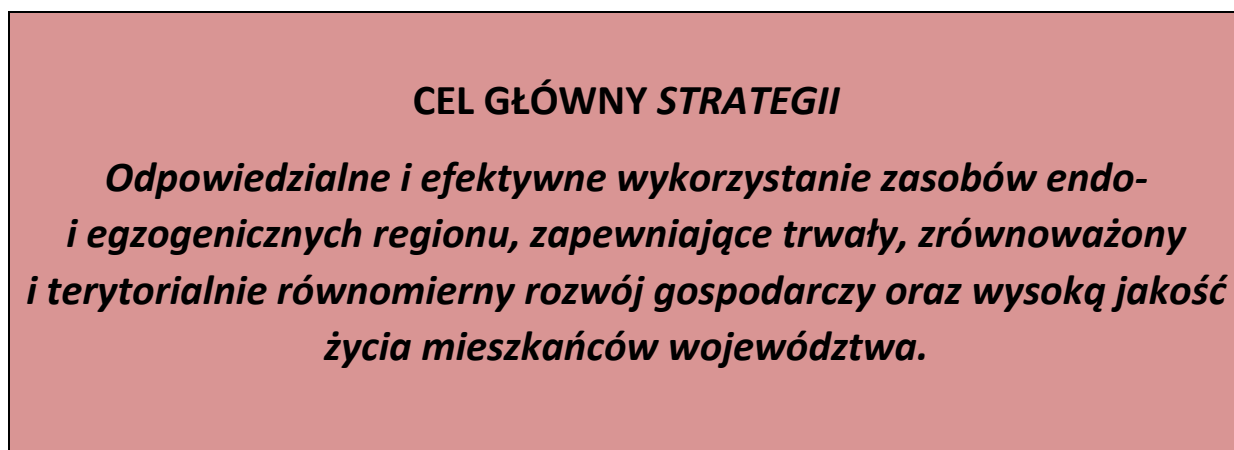 CEL GŁÓWNY STRATEGII
Odpowiedzialne i efektywne wykorzystanie zasobów endo-
i egzogenicznych regionu, zapewniające trwały, zrównoważony
i terytorialnie równomierny rozwój gospodarczy oraz wysoką jakość
życia mieszkańców województwa.